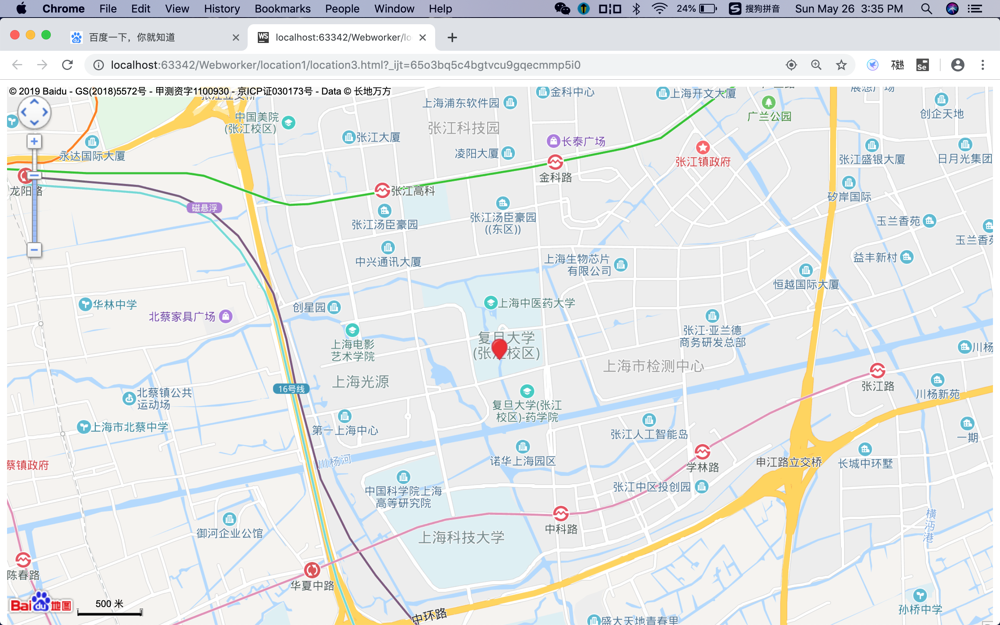 Chrome File Edit View History Bookmarks People Window Help 24% 搜狗拼音 Sun May 26 3:35 PM
百度一下，你就知道
WS localhost:63342/Webworker/lo
localhost:63342/Webworker/location1/location3.html?_ijt=65o3bq5c4bgtvcu9gqecmmp5i0
不发热
Se
© 2019 Baidu - GS(2018)5572号 - 甲测资字1100930 - 京ICP证030173号 - Data © 长地万方
张江立交桥
上海浦东软件园
金科中心
上海开文大厦
广兰公园
创企天地
中国美院
(张江校区)
张江科技园
张江大厦
长泰广场
凌阳大厦
永达国际大厦
张江镇政府
张江盛银大厦
日月光集团
金科路
龙阳路
张江高科
矽岸国际
磁悬浮
张江汤臣豪园
张江汤臣豪园
((东区))
玉兰香苑
玉兰香苑
中兴通讯大厦
上海生物芯片
有限公司
益丰新村
恒越国际大厦
华林中学
北蔡家具广场
创星园
上海中医药大学
上海电影
艺术学院
复旦大学
(张江校区)
张江·亚兰德
商务研发总部
川杨
上海市检测中心
上海光源
16号线
张江路
川杨新苑
北蔡镇公共
运动场
复旦大学(张江
校区)-药学院
上海市北蔡中学
第一上海中心
张江人工智能岛
一期
蔡镇政府
川杨河
诺华上海园区
学林路
申江路立交桥
长城中环墅
中国科学院上海
高等研究院
张江中区投创园
御河企业公馆
上海科技大学
中科路
横沔港
陈春路
华夏中路
Bai du 地图
500 米
中环路
孙桥中学
盛大天地青春里